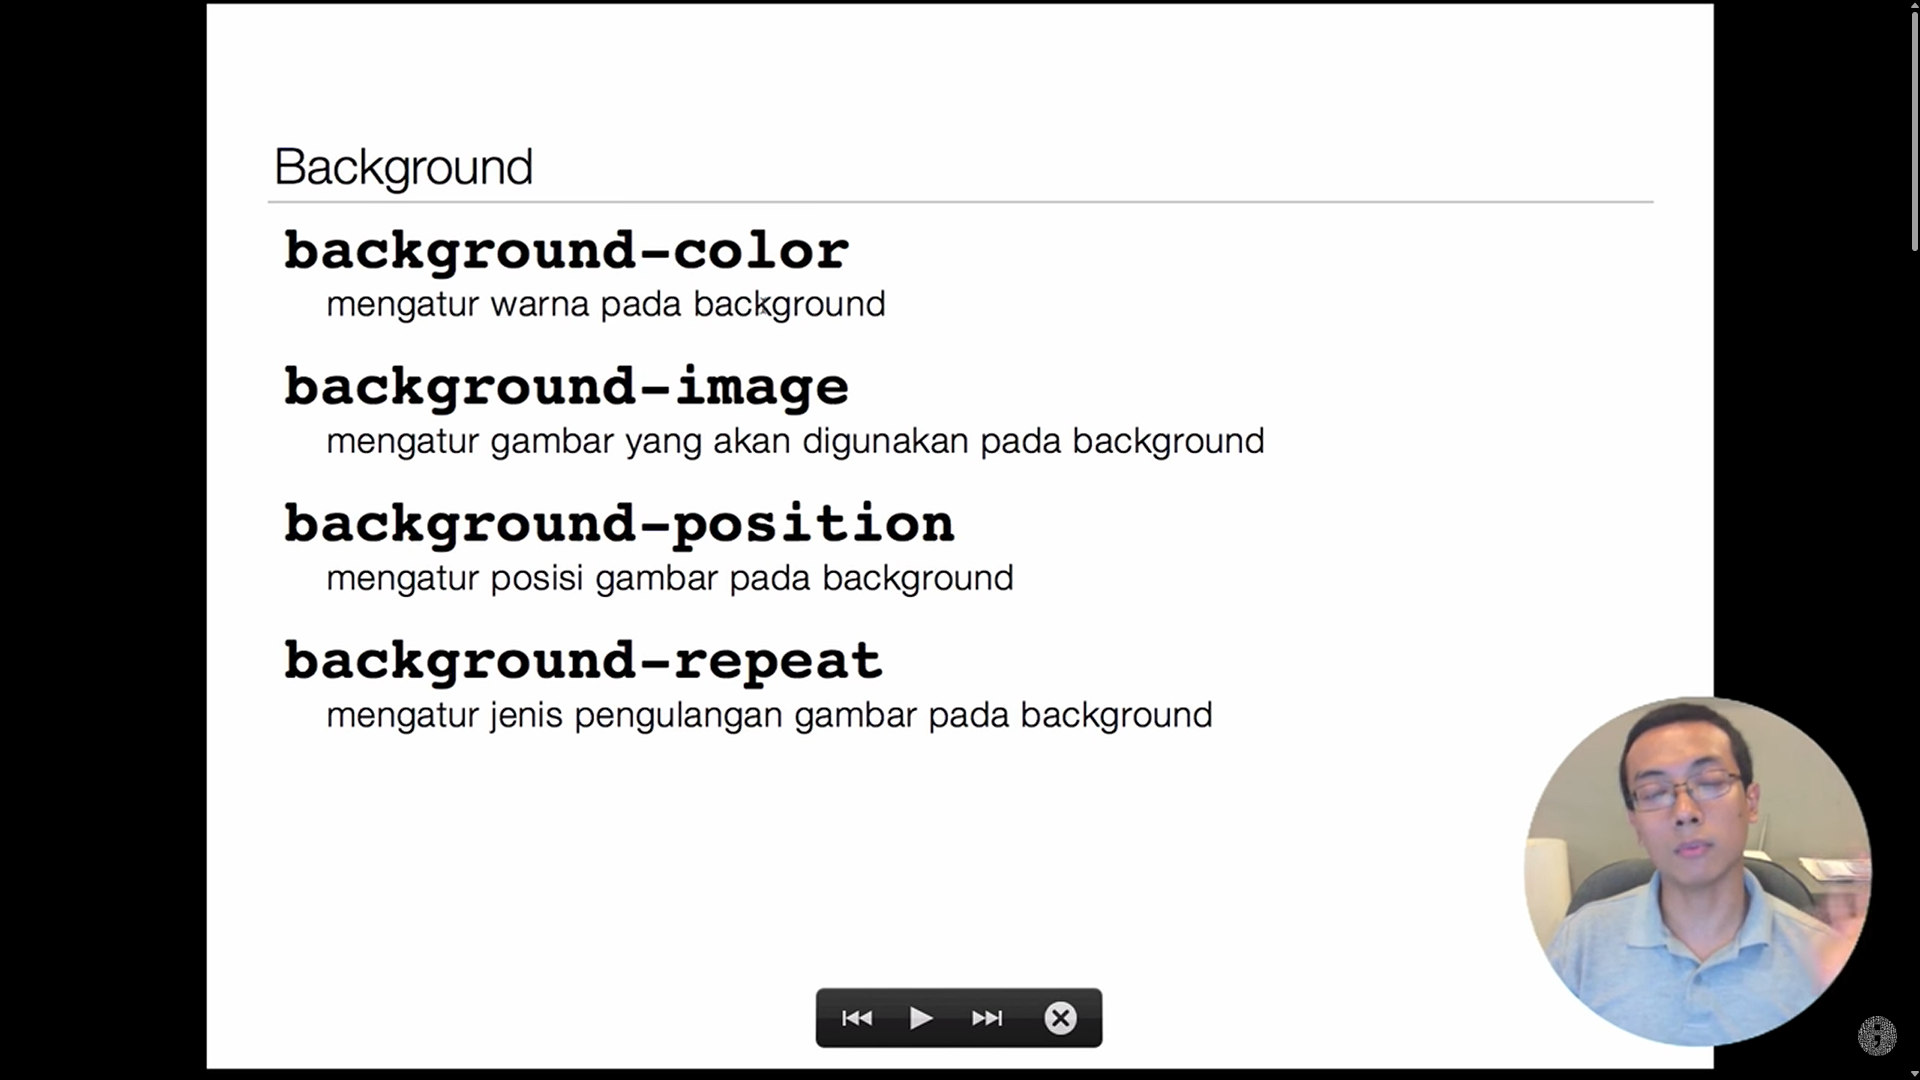 Background
background-color
mengatur warna pada background
background-image
mengatur gambar yang akan digunakan pada background
background-position
mengatur posisi gambar pada background
background-repeat
mengatur jenis pengulangan gambar pada background